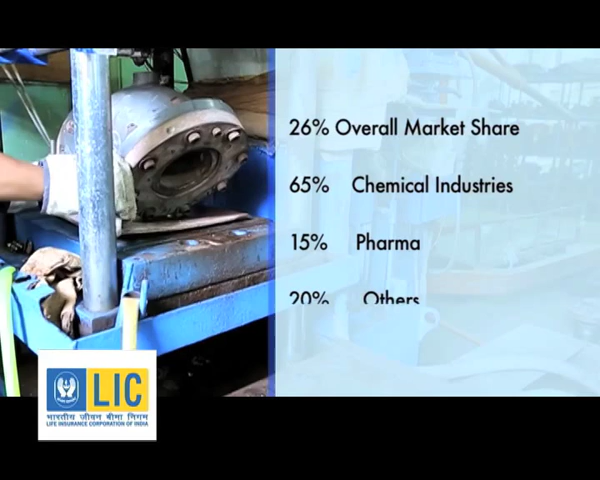 26% Overall Market Share
65% Chemical Industries
15% Pharma
20% Others
LIC
भारतीय जीवन बीमा निगम
LIFE INSURANCE CORPORATION OF INDIA